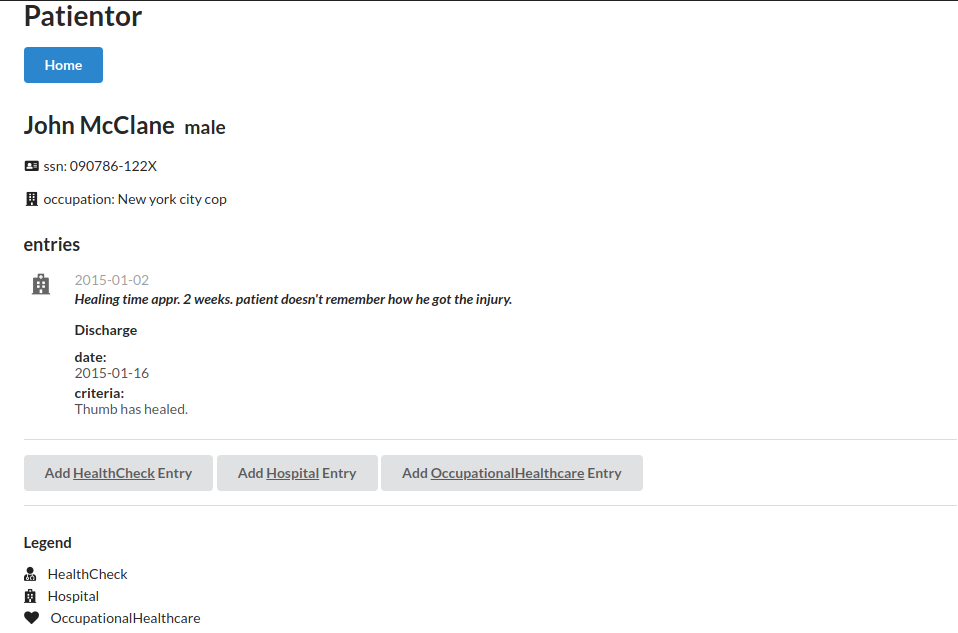 Patientor
Home
John McClane male
ssn: 090786-122X
occupation: New york city cop
entries
2015-01-02
Healing time appr. 2 weeks. patient doesn't remember how he got the injury.
Discharge
date:
2015-01-16
criteria:
Thumb has healed.
Add HealthCheck Entry Add Hospital Entry Add OccupationalHealthcare Entry
Legend
HealthCheck
Hospital
OccupationalHealthcare